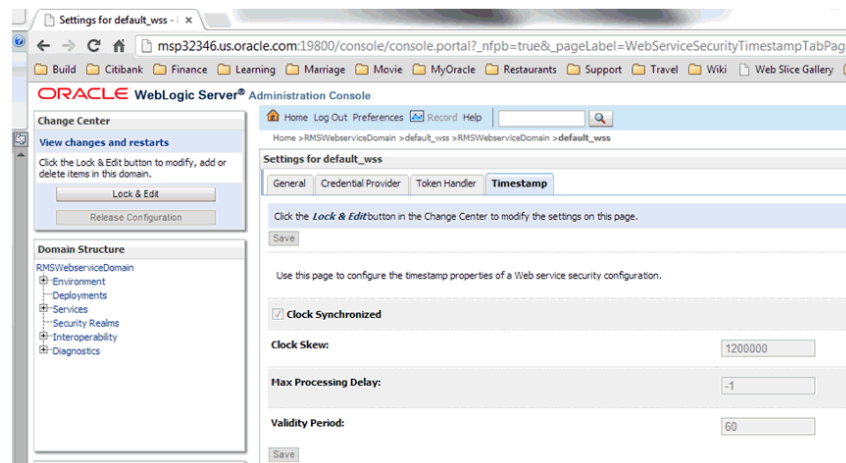 Settings for default_wss - |
msp32346.us.oracle.com:19800/console/console.portal?_nfpb=true&_pageLabel=WebServiceSecurityTimestampTabPag
Build Citibank Finance Learning Marriage Movie MyOracle Restaurants Support Travel Wiki Web Slice Gallery
ORACLE WebLogic Server® Administration Console
Change Center
View changes and restarts
Click the Lock & Edit button to modify, add or
delete items in this domain.
Lock & Edit
Release Configuration
Domain Structure
RMSWebserviceDomain
Environment
Deployments
Services
Security Realms
Interoperability
Diagnostics
Home Log Out Preferences Record Help
Home >RMSWebserviceDomain >default_wss >RMSWebserviceDomain >default_wss
Settings for default_wss
General Credential Provider Token Handler Timestamp
Click the Lock & Edit button in the Change Center to modify the settings on this page.
Save
Use this page to configure the timestamp properties of a Web service security configuration.
Clock Synchronized
Clock Skew: 1200000
Max Processing Delay: -1
Validity Period: 60
Save